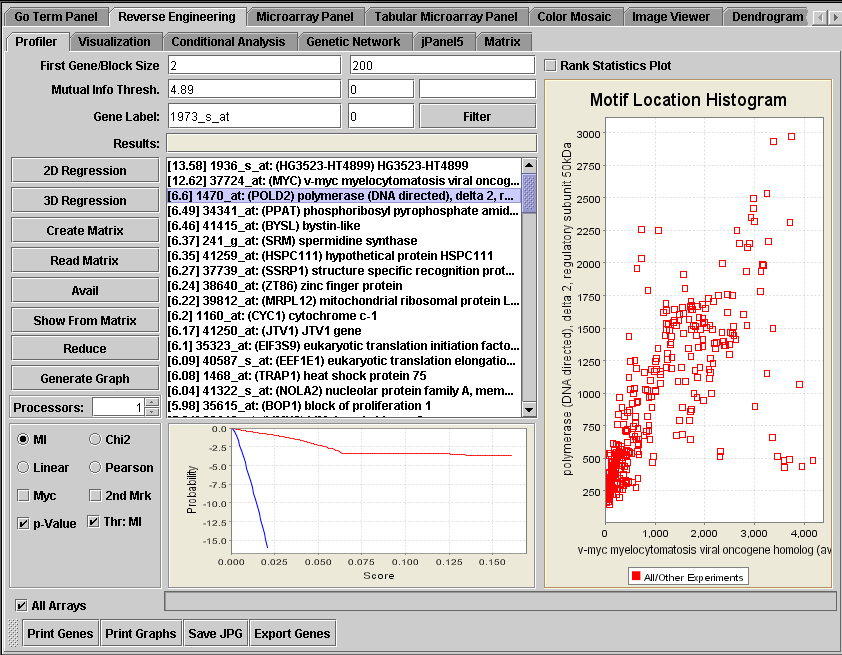 Go Term Panel Reverse Engineering Microarray Panel Tabular Microarray Panel Color Mosaic Image Viewer Dendrogram
Profiler Visualization Conditional Analysis Genetic Network jPanel5 Matrix
First Gene/Block Size 2 200 Rank Statistics Plot
Mutual Info Thresh. 4.89 0
Gene Label: 1973_s_at 0 Filter
Results:
2D Regression
3D Regression
Create Matrix
Read Matrix
Avail
Show From Matrix
Reduce
Generate Graph
Processors: 1
[13.58] 1936_s_at: (HG3523-HT4899) HG3523-HT4899
[12.62] 37724_at: (MYC) v-myc myelocytomatosis viral oncog...
[6.6] 1470_at: (POLD2) polymerase (DNA directed), delta 2, r...
[6.49] 34341_at: (PPAT) phosphoribosyl pyrophosphate amid...
[6.46] 41415_at: (BYSL) bystin-like
[6.37] 241_g_at: (SRM) spermidine synthase
[6.35] 41259_at: (HSPC111) hypothetical protein HSPC111
[6.27] 37739_at: (SSRP1) structure specific recognition prot...
[6.24] 38640_at: (ZT86) zinc finger protein
[6.22] 39812_at: (MRPL12) mitochondrial ribosomal protein L...
[6.2] 1160_at: (CYC1) cytochrome c-1
[6.17] 41250_at: (JTV1) JTV1 gene
[6.1] 35323_at: (EIF3S9) eukaryotic translation initiation facto...
[6.09] 40587_s_at: (EEF1E1) eukaryotic translation elongatio...
[6.08] 1468_at: (TRAP1) heat shock protein 75
[6.04] 41322_s_at: (NOLA2) nucleolar protein family A, mem...
[5.98] 35615_at: (BOP1) block of proliferation 1
MI Chi2
Linear Pearson
Myc 2nd Mrk
p-Value Thr: MI
Probability
0.0
-2.5
-5.0
-7.5
-10.0
-12.5
-15.0
0.000 0.025 0.050 0.075 0.100 0.125 0.150
Score
Motif Location Histogram
polymerase (DNA directed), delta 2, regulatory subunit 50kDa
3000
2750
2500
2250
2000
1750
1500
1250
1000
750
500
250
0 1,000 2,000 3,000 4,000
v-myc myelocytomatosis viral oncogene homolog (av
All/Other Experiments
All Arrays
Print Genes Print Graphs Save JPG Export Genes